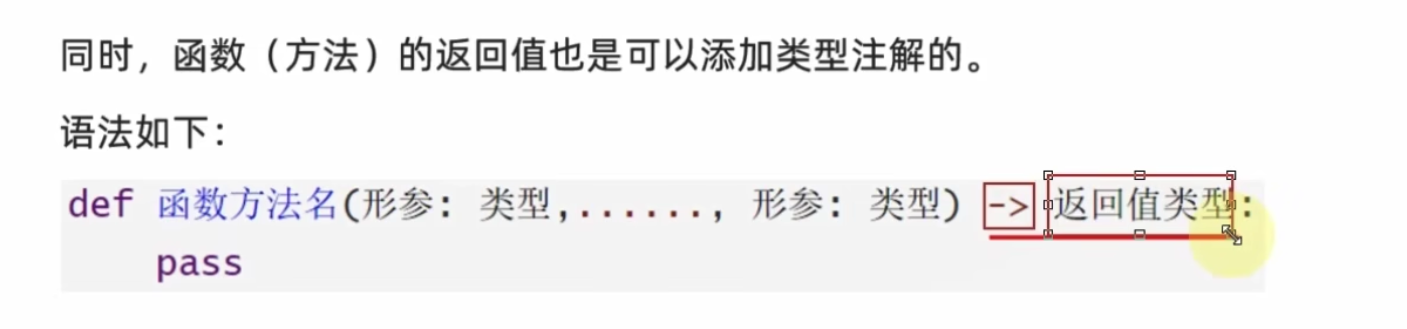 同时，函数（方法）的返回值也是可以添加类型注解的。
语法如下：
def 函数方法名(形参: 类型,......, 形参: 类型) -> 返回值类型:
    pass